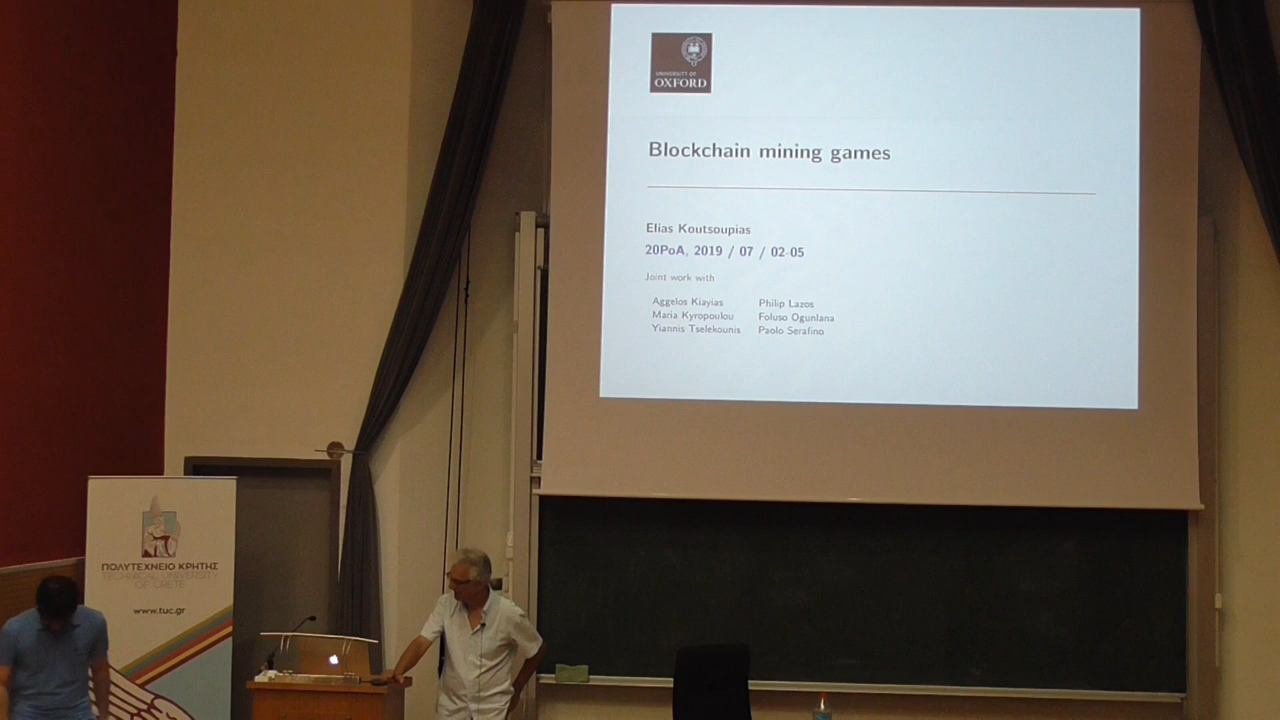 UNIVERSITY OF
OXFORD
Blockchain mining games
Elias Koutsoupias
20PoA, 2019 / 07 / 02-05
Joint work with
Aggelos Kiayias Philip Lazos
Maria Kyropoulou Foluso Ogunlana
Yiannis Tselekounis Paolo Serafino
ΠΟΛΥΤΕΧΝΕΙΟ ΚΡΗΤΗΣ
TECHNICAL UNIVERSITY
OF CRETE
www.tuc.gr